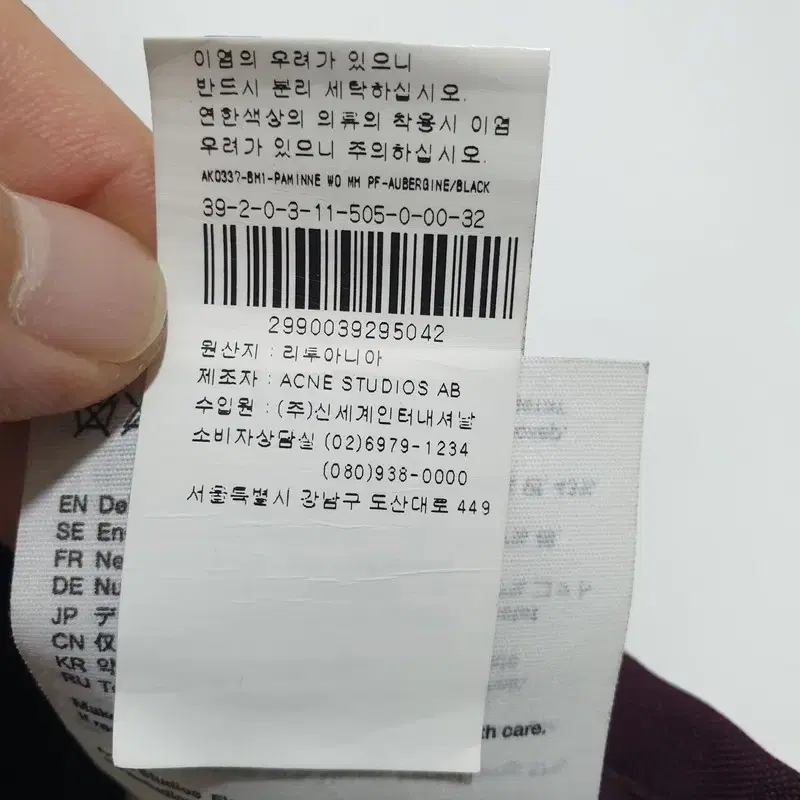 이염의 우려가 있으니
반드시 분리 세탁하십시오.
연한색상의 의류의 착용시 이염
우려가 있으니 주의하십시오.
AK0337-BM1-PAMINNE WO MM PF-AUBERGINE/BLACK
39-2-0-3-11-505-0-00-32
2990039295042
원산지 : 리투아니아
제조자 : ACNE STUDIOS AB
수입원 : (주)신세계인터내셔날
소비자상담실 (02)6979-1234
(080)938-0000
서울특별시 강남구 도산대로 449
EN
SE
FR
DE
JP
CN
KR
RU
th care.
Studios